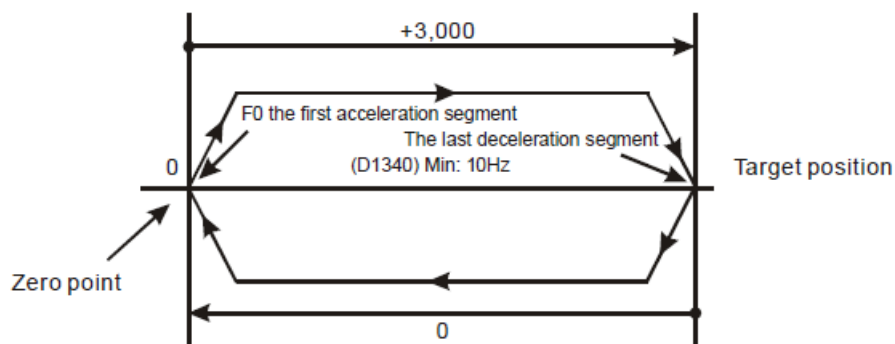 +3,000
F0 the first acceleration segment
The last deceleration segment
0
(D1340) Min: 10Hz
Target position
Zero point
0